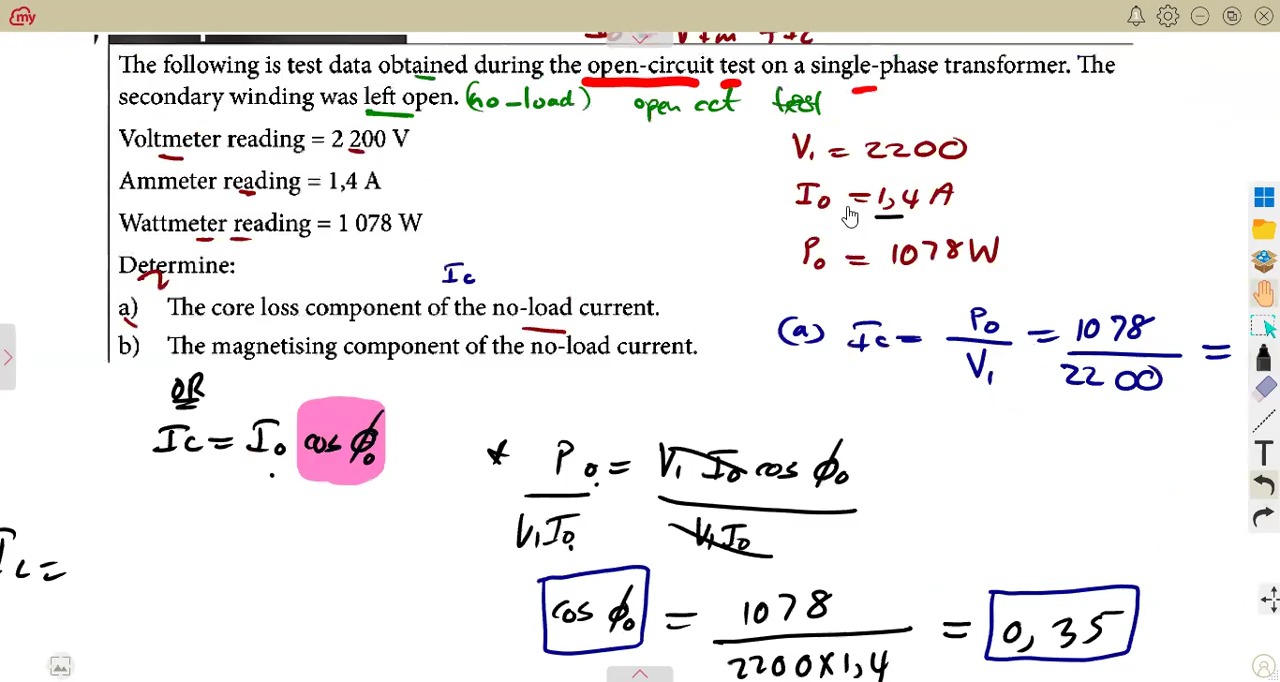 my
The following is test data obtained during the open-circuit test on a single-phase transformer. The
secondary winding was left open. (no-load) open cct test
Voltmeter reading = 2 200 V
V₁ = 2200
Ammeter reading = 1,4 A
I₀ = 1,4 A
Wattmeter reading = 1 078 W
P₀ = 1078W
Determine:
Ic
a) The core loss component of the no-load current.
b) The magnetising component of the no-load current.
(a) Ic = P₀/V₁ = 1078/2200 =
OR
Ic = I₀ cos ϕ₀
* P₀/V₁I₀ = V₁ I₀ cos ϕ₀/V₁I₀
Ic =
cos ϕ₀ = 1078/2200×1,4 = 0,35
T